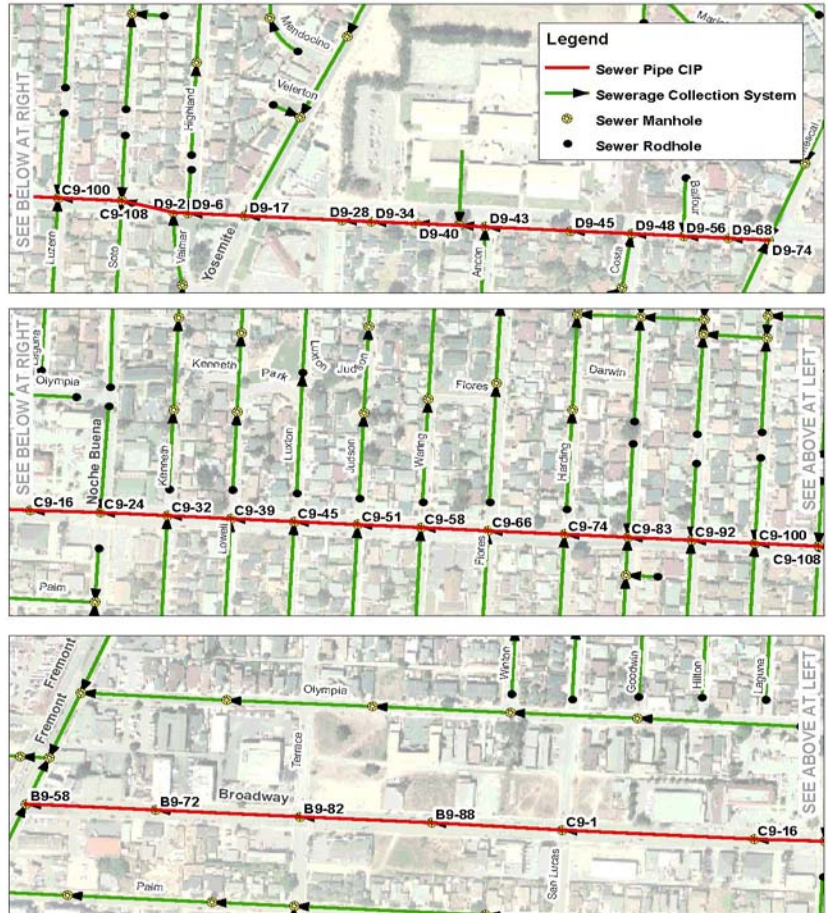 SEE BELOW AT RIGHT
Mendocino
Velerton
Highland
Legend
Sewer Pipe CIP
Sewerage Collection System
Sewer Manhole
Sewer Rodhole
C9-100
C9-108
D9-2
D9-6
D9-17
D9-28
D9-34
D9-40
D9-43
D9-45
D9-48
D9-56
D9-68
D9-74
Luzern
Soto
Valmar
Yosemite
Ancon
Costa
Balfour
SEE BELOW AT RIGHT
Laguna
Olympia
Noche Buena
Kenneth
Kenneth
Park
Luxton
Luxton
Judson
Judson
Waring
Flores
Harding
Darwin
SEE ABOVE AT LEFT
C9-16
C9-24
C9-32
C9-39
C9-45
C9-51
C9-58
C9-66
C9-74
C9-83
C9-92
C9-100
C9-108
Lowell
Flores
Palm
Fremont
Fremont
Olympia
Terrace
Winton
Goodwin
Hilton
Laguna
SEE ABOVE AT LEFT
B9-58
B9-72
Broadway
B9-82
B9-88
C9-1
C9-16
San Lucas
Palm